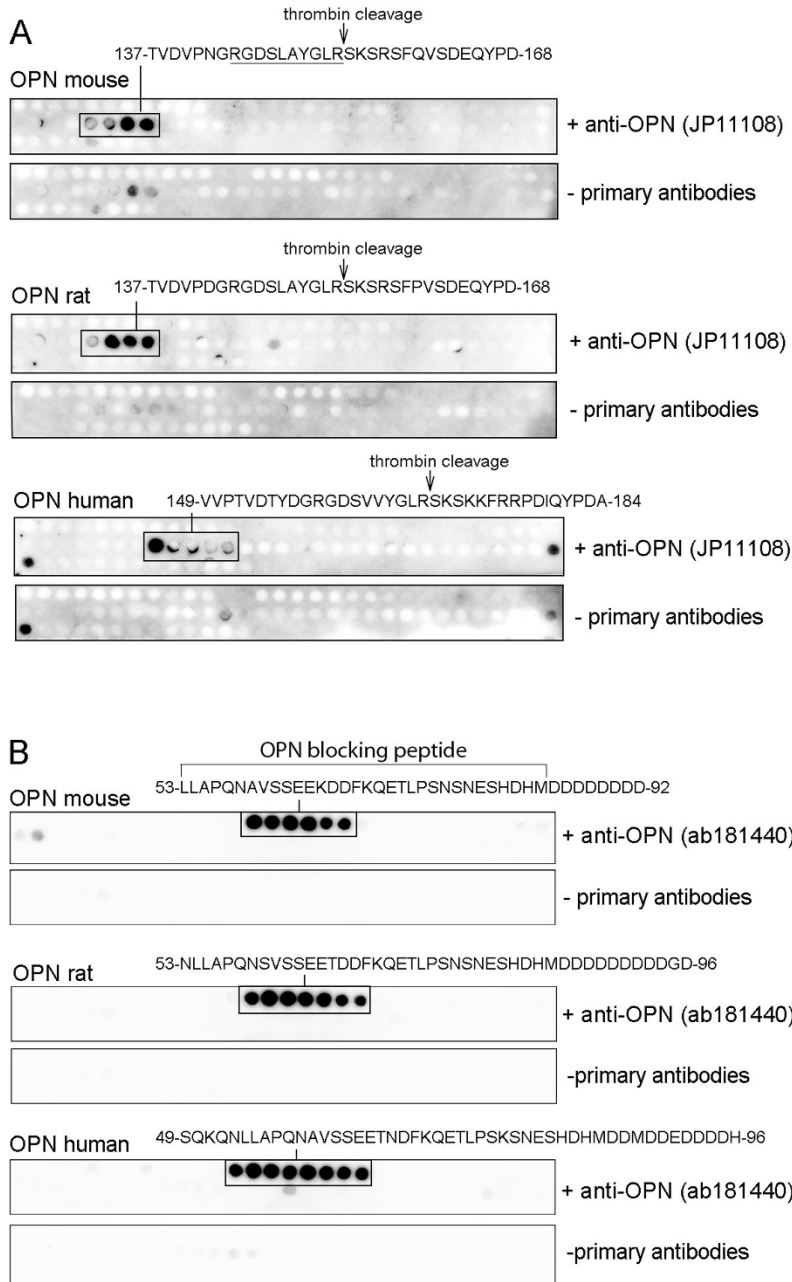 A
thrombin cleavage
137-TVDVPNGRGDSLAYGLRSKSRSFQVSDEQYPD-168
OPN mouse
+ anti-OPN (JP11108)
- primary antibodies
thrombin cleavage
OPN rat
137-TVDVPDGRGDSLAYGLRSKSRSFPVSDEQYPD-168
+ anti-OPN (JP11108)
- primary antibodies
thrombin cleavage
OPN human
149-VVPTVDTYDGRGDSVVYGLRSKSKKFRRPDIQYPDA-184
+ anti-OPN (JP11108)
- primary antibodies
B
OPN blocking peptide
53-LLAPQNAVSSEEKDDFKQETLPSNSNESHDHMDDDDDDDD-92
OPN mouse
+ anti-OPN (ab181440)
- primary antibodies
53-NLLAPQNSVSSEETDDFKQETLPSNSNESHDHMDDDDDDDDDGD-96
OPN rat
+ anti-OPN (ab181440)
-primary antibodies
OPN human
49-SQKQNLLAPQNAVSSEETNDFKQETLPSKSNESHDHMDDMDDEDDDDH-96
+ anti-OPN (ab181440)
-primary antibodies